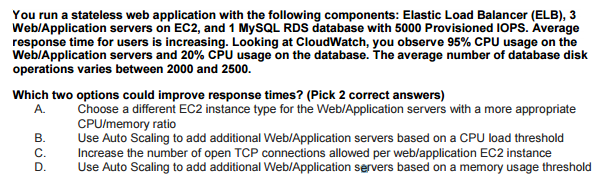 You run a stateless web application with the following components: Elastic Load Balancer (ELB), 3
Web/Application servers on EC2, and 1 MySQL RDS database with 5000 Provisioned IOPS. Average
response time for users is increasing. Looking at CloudWatch, you observe 95% CPU usage on the
Web/Application servers and 20% CPU usage on the database. The average number of database disk
operations varies between 2000 and 2500.
Which two options could improve response times? (Pick 2 correct answers)
A. Choose a different EC2 instance type for the Web/Application servers with a more appropriate
CPU/memory ratio
B. Use Auto Scaling to add additional Web/Application servers based on a CPU load threshold
C. Increase the number of open TCP connections allowed per web/application EC2 instance
D. Use Auto Scaling to add additional Web/Application servers based on a memory usage threshold